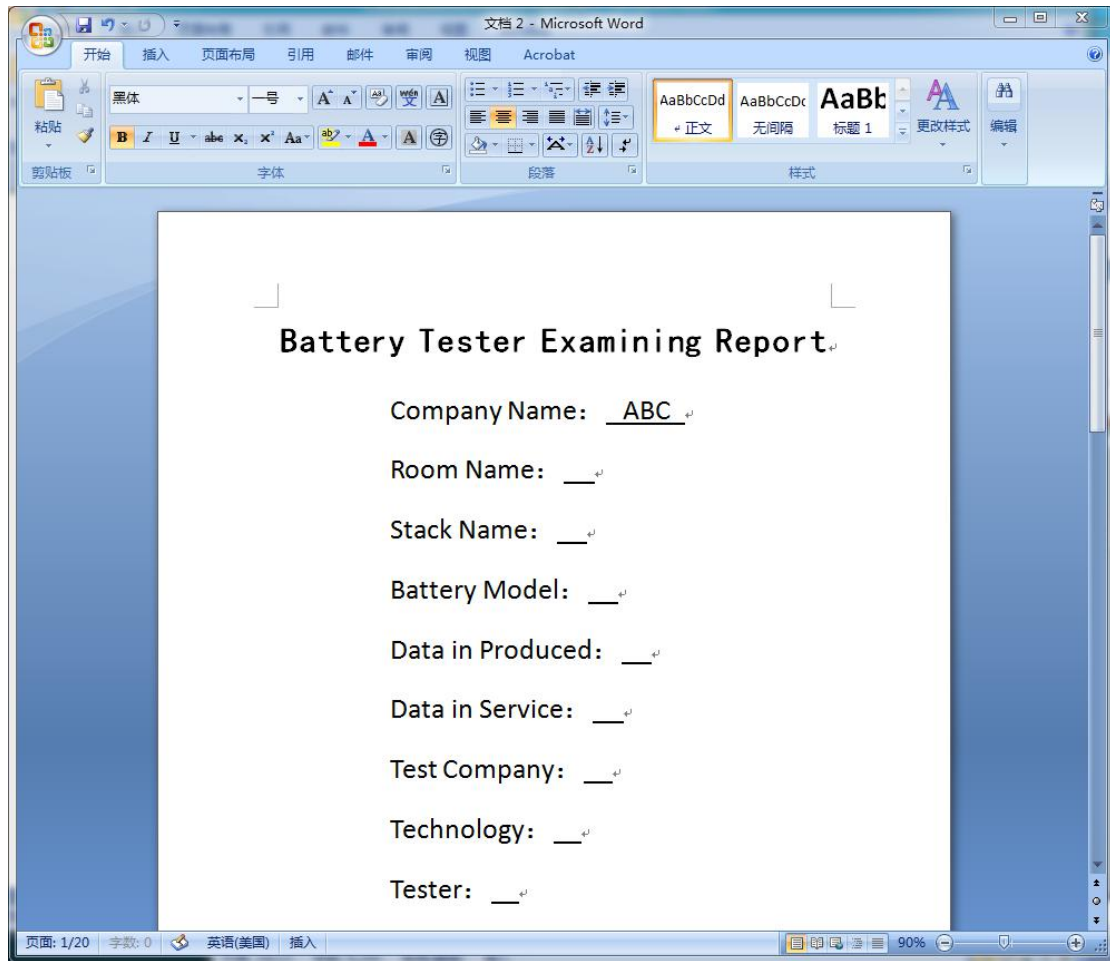 文档 2 - Microsoft Word
开始 插入 页面布局 引用 邮件 审阅 视图 Acrobat
粘贴
剪贴板
黑体 一号
字体
段落
AaBbCcDd AaBbCcDc AaBb
正文 无间隔 标题 1
更改样式
样式
编辑
Battery Tester Examining Report
Company Name： ABC
Room Name：
Stack Name：
Battery Model：
Data in Produced：
Data in Service：
Test Company：
Technology：
Tester：
页面: 1/20 字数: 0 英语(美国) 插入 90%